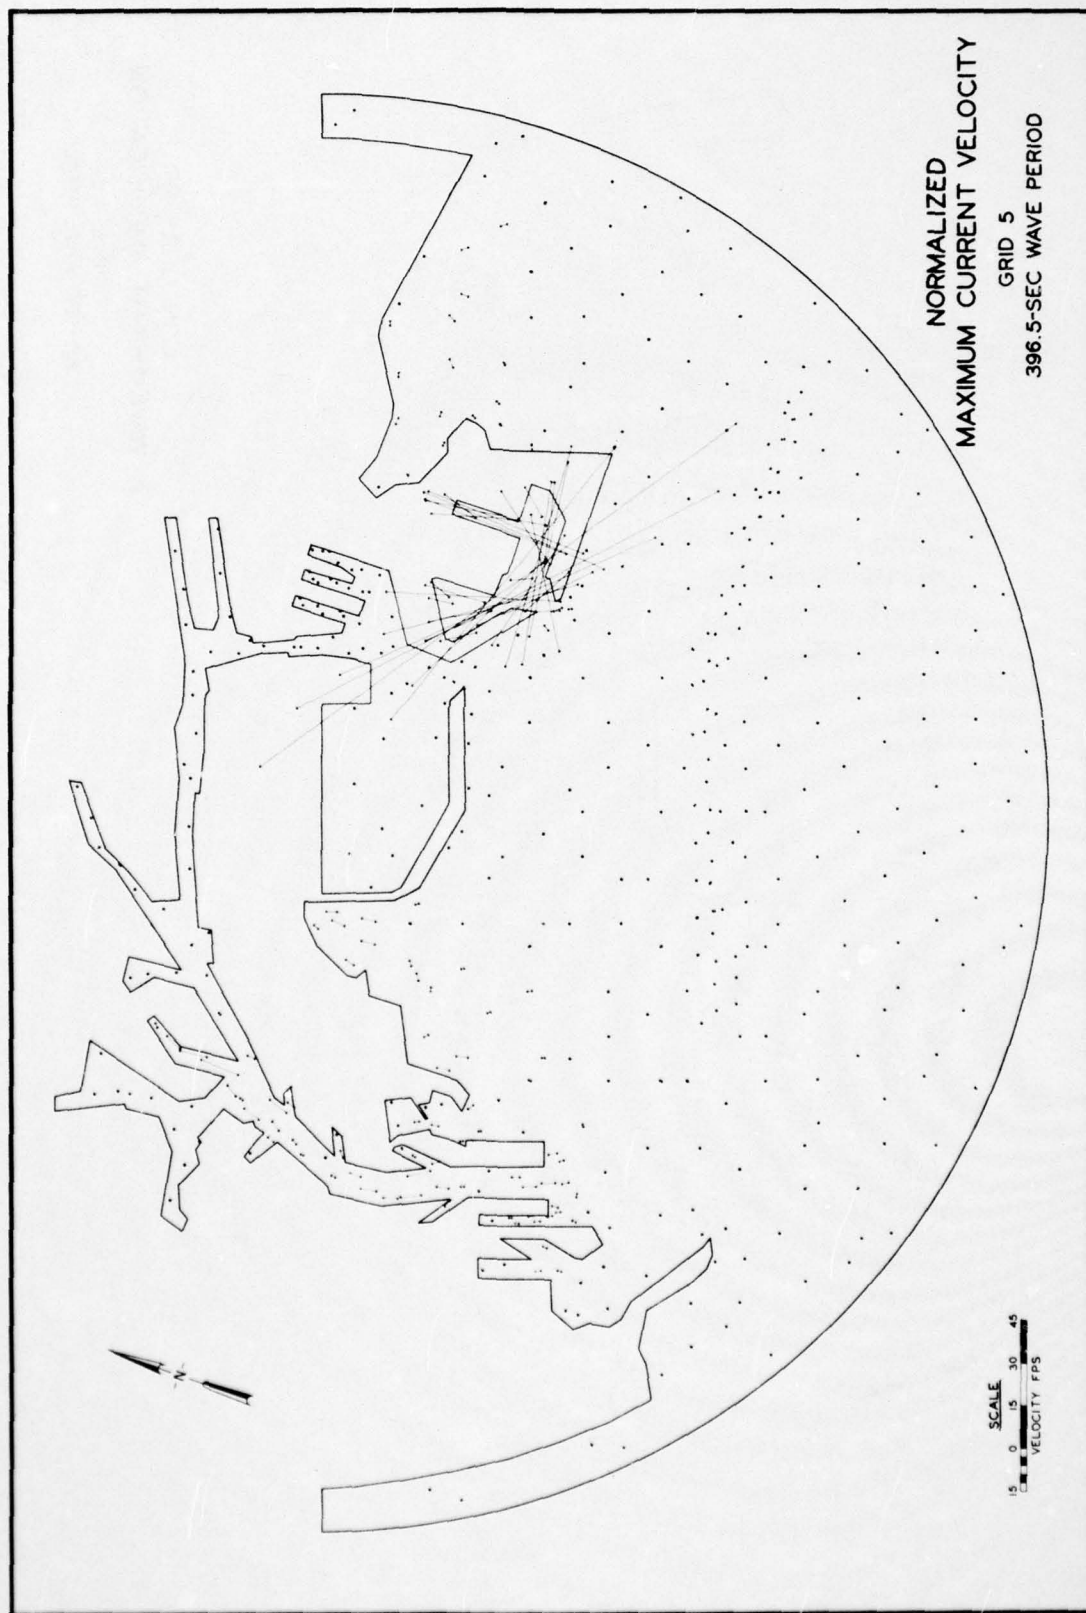 NORMALIZED
MAXIMUM CURRENT VELOCITY
GRID 5
396.5-SEC WAVE PERIOD
N
SCALE
15 0 15 30 45
VELOCITY FPS